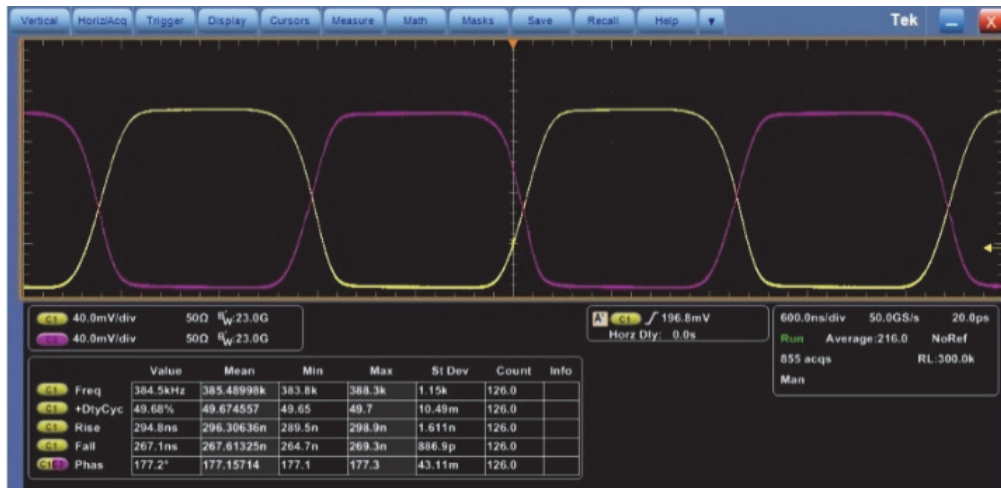 Vertical Horiz/Acq Trigger Display Cursors Measure Math Masks Save Recall Help Tek X
C1 40.0mV/div 50Ω BW:23.0G
C3 40.0mV/div 50Ω BW:23.0G
A' C1 196.8mV
Horz Dly: 0.0s
600.0ns/div 50.0GS/s 20.0ps
Run Average:216.0 NoRef
855 acqs RL:300.0k
Man
Value Mean Min Max St Dev Count Info
C1 Freq 384.5kHz 385.48998k 383.8k 388.3k 1.15k 126.0
C1 +DtyCyc 49.68% 49.674557 49.65 49.7 10.49m 126.0
C1 Rise 294.8ns 296.30636n 289.5n 298.9n 1.611n 126.0
C1 Fall 267.1ns 267.61325n 264.7n 269.3n 886.9p 126.0
C1C3 Phas 177.2° 177.15714 177.1 177.3 43.11m 126.0